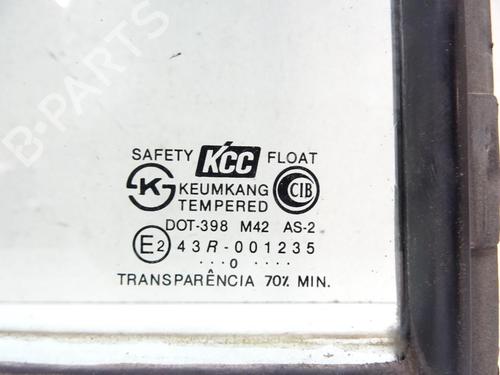 B-PARTS
SAFETY KCC FLOAT
K KEUMKANG CIB
TEMPERED
DOT-398 M42 AS-2
E2 43R-001235
...0....
TRANSPARÊNCIA 70% MIN.